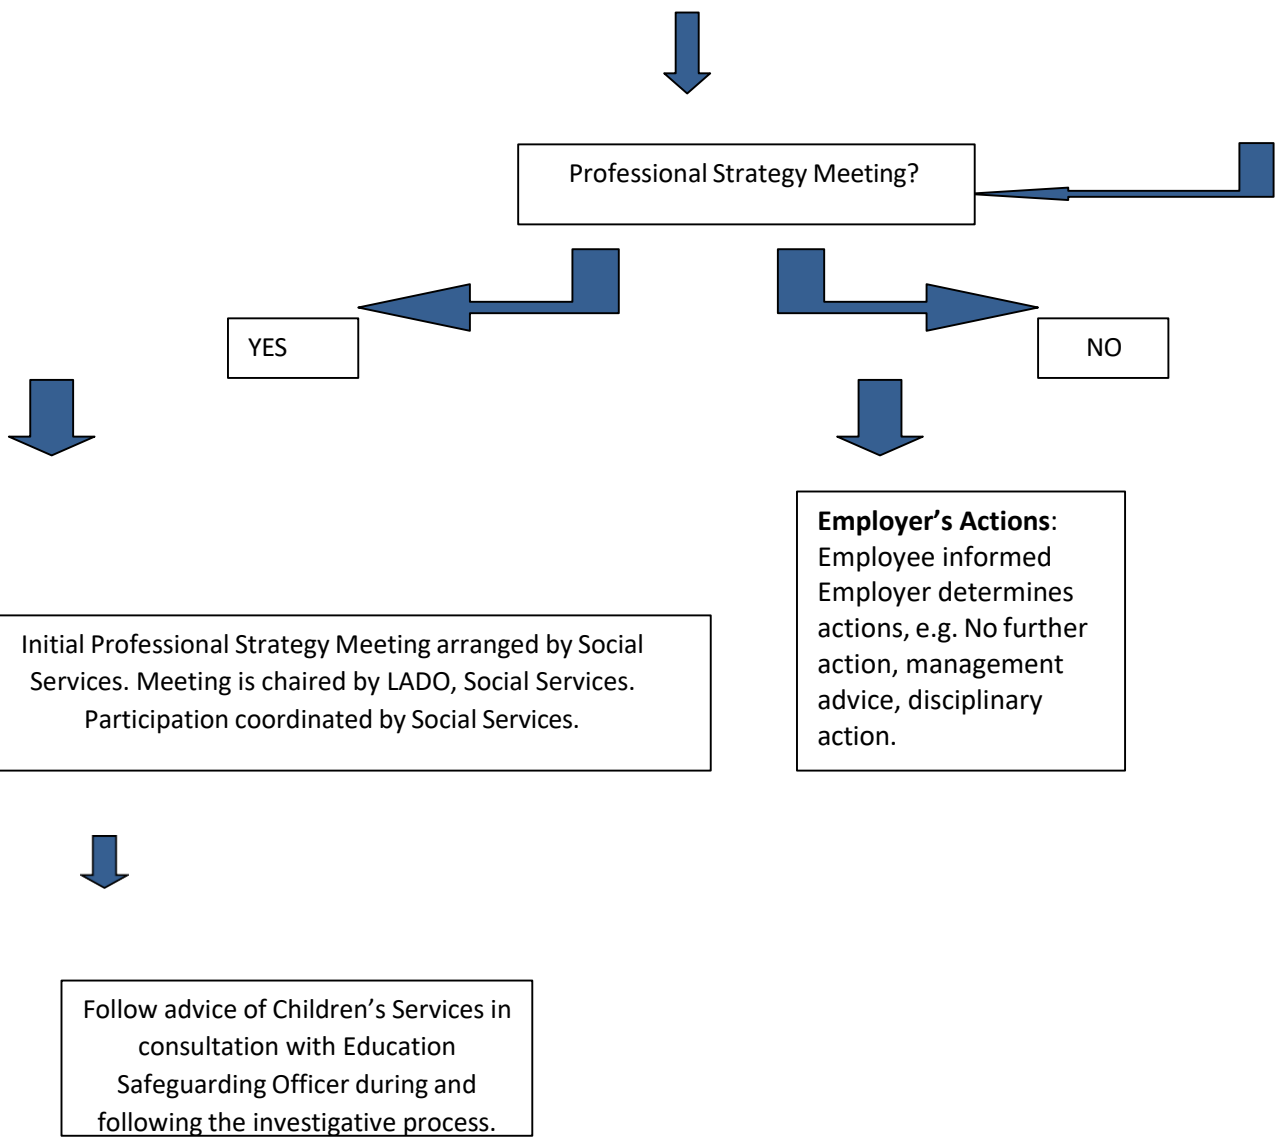 Professional Strategy Meeting?
YES
NO
Employer’s Actions:
Employee informed
Employer determines
actions, e.g. No further
action, management
advice, disciplinary
action.
Initial Professional Strategy Meeting arranged by Social
Services. Meeting is chaired by LADO, Social Services.
Participation coordinated by Social Services.
Follow advice of Children’s Services in
consultation with Education
Safeguarding Officer during and
following the investigative process.